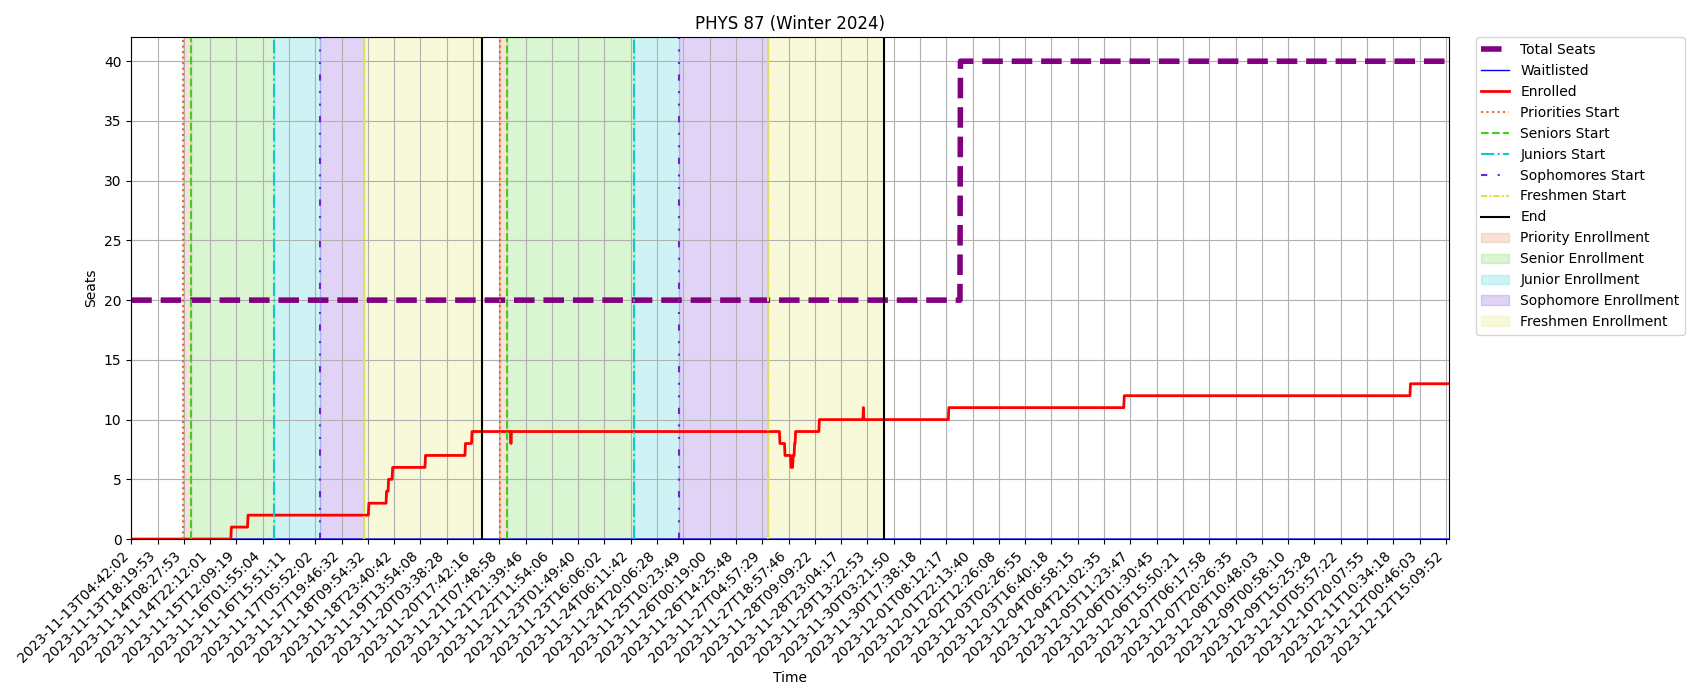 PHYS 87 (Winter 2024)
Seats
40
35
30
25
20
15
10
5
0
2023-11-13T04:42:02
2023-11-13T18:19:53
2023-11-14T08:27:53
2023-11-14T22:12:01
2023-11-15T12:09:19
2023-11-16T01:55:04
2023-11-16T15:51:11
2023-11-17T05:52:02
2023-11-17T19:46:32
2023-11-18T09:54:32
2023-11-18T23:40:42
2023-11-19T13:54:08
2023-11-20T03:38:28
2023-11-20T17:42:16
2023-11-21T07:48:58
2023-11-21T21:39:46
2023-11-22T11:54:06
2023-11-23T01:49:40
2023-11-23T16:06:02
2023-11-24T06:11:42
2023-11-24T20:06:28
2023-11-25T10:23:49
2023-11-26T00:19:00
2023-11-26T14:25:48
2023-11-27T04:57:29
2023-11-27T18:57:46
2023-11-28T09:09:22
2023-11-28T23:04:17
2023-11-29T13:22:53
2023-11-30T03:21:50
2023-11-30T17:38:18
2023-12-01T08:12:17
2023-12-01T22:13:40
2023-12-02T12:26:08
2023-12-03T02:26:55
2023-12-03T16:40:18
2023-12-04T06:58:15
2023-12-04T21:02:35
2023-12-05T11:23:47
2023-12-06T01:30:45
2023-12-06T15:50:21
2023-12-07T06:17:58
2023-12-07T20:26:35
2023-12-08T10:48:03
2023-12-09T00:58:10
2023-12-09T15:25:28
2023-12-10T05:57:22
2023-12-10T20:07:55
2023-12-11T10:34:18
2023-12-12T00:46:03
2023-12-12T15:09:52
Time
Total Seats
Waitlisted
Enrolled
Priorities Start
Seniors Start
Juniors Start
Sophomores Start
Freshmen Start
End
Priority Enrollment
Senior Enrollment
Junior Enrollment
Sophomore Enrollment
Freshmen Enrollment